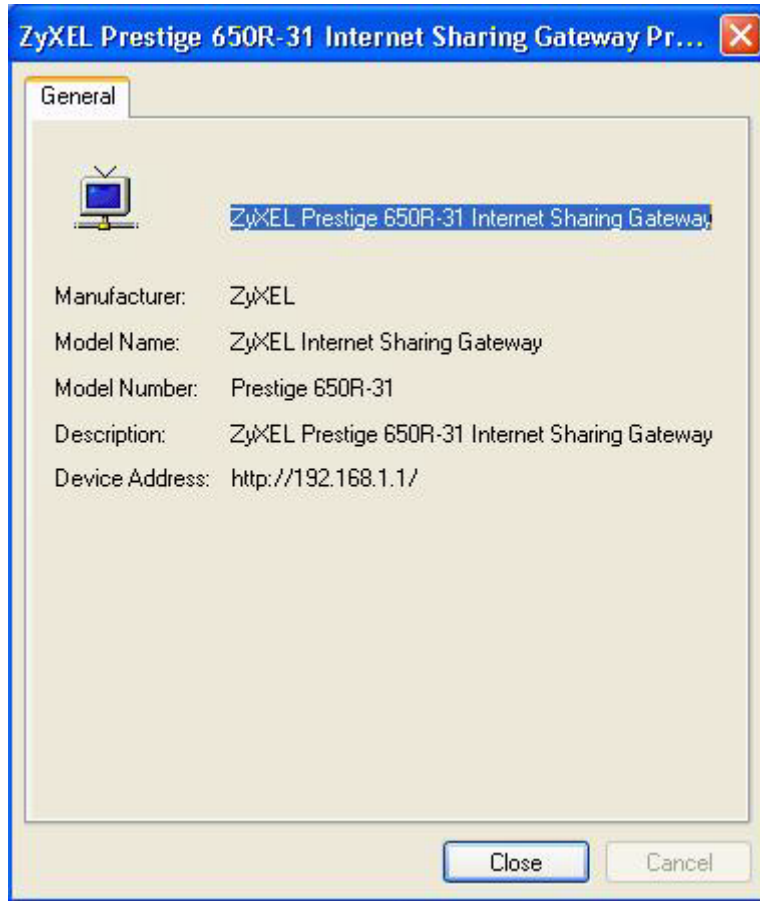 ZyXEL Prestige 650R-31 Internet Sharing Gateway Pr...
General
ZyXEL Prestige 650R-31 Internet Sharing Gateway
Manufacturer: ZyXEL
Model Name: ZyXEL Internet Sharing Gateway
Model Number: Prestige 650R-31
Description: ZyXEL Prestige 650R-31 Internet Sharing Gateway
Device Address: http://192.168.1.1/
Close Cancel